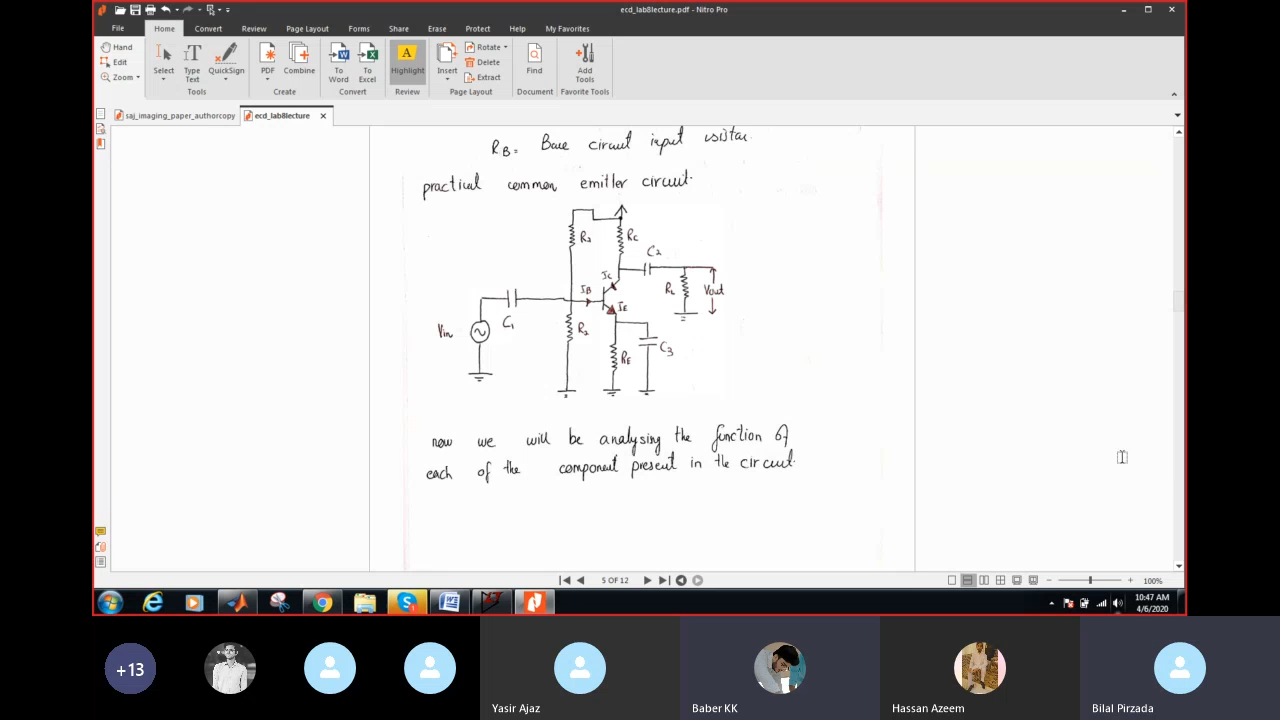 ecd_lab8lecture.pdf - Nitro Pro
File Home Convert Review Page Layout Forms Share Erase Protect Help My Favorites
Hand
Edit
Zoom
Select
Type Text
QuickSign
PDF
Combine
To Word
To Excel
Highlight
Insert
Rotate
Delete
Extract
Find
Add Tools
Tools Create Convert Review Page Layout Document Favorite Tools
saj_imaging_paper_authorcopy ecd_lab8lecture
RB = Base circuit input
practical common emitter circuit.
R2
RC
C2
IC
IB
IE
RL
Vout
Vin
C1
R2
RE
C3
now we will be analysing the function of
each of the component present in the circuit.
5 OF 12
100%
10:47 AM
4/6/2020
+13
Yasir Ajaz
Baber KK
Hassan Azeem
Bilal Pirzada